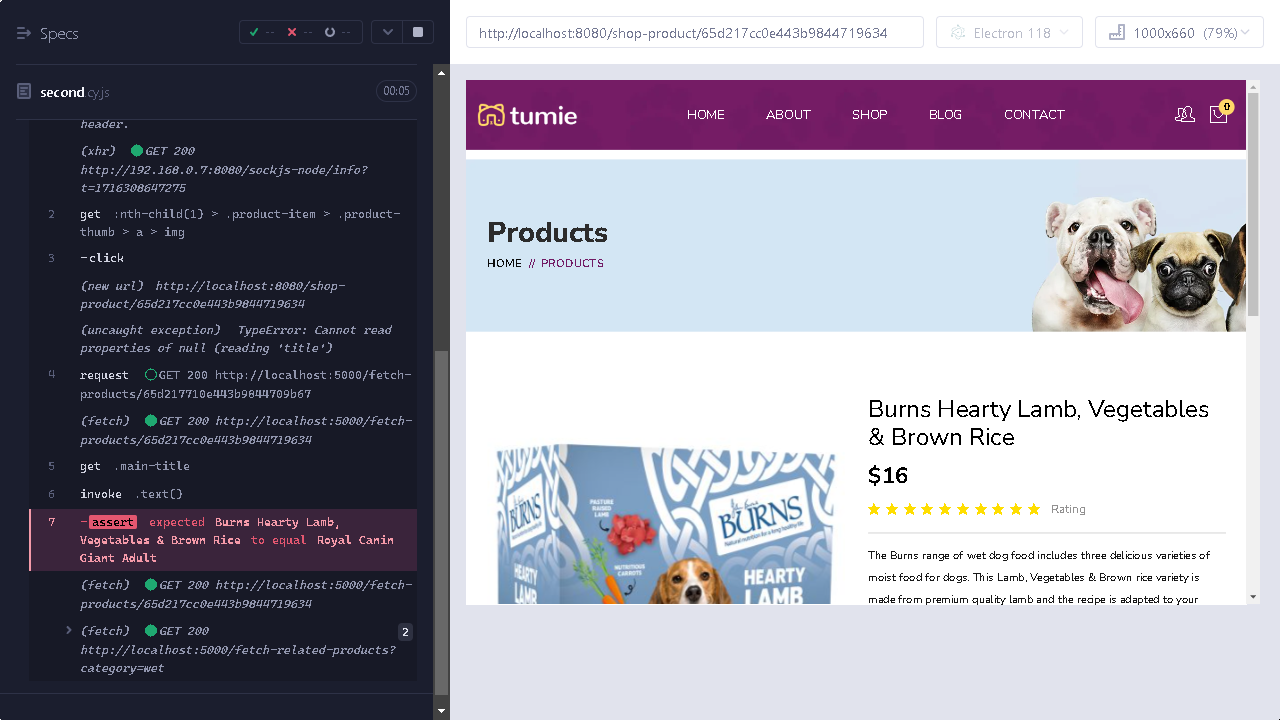 Specs
-- -- --
second.cy.js
00:05
header.
(xhr) GET 200
http://192.168.0.7:8080/sockjs-node/info?
t=1716308647275
2 get :nth-child(1) > .product-item > .product-
thumb > a > img
3 -click
(new url) http://localhost:8080/shop-
product/65d217cc0e443b9844719634
(uncaught exception) TypeError: Cannot read
properties of null (reading 'title')
4 request GET 200 http://localhost:5000/fetch-
products/65d217710e443b9844709b67
(fetch) GET 200 http://localhost:5000/fetch-
products/65d217cc0e443b9844719634
5 get .main-title
6 invoke .text()
7 -assert expected Burns Hearty Lamb,
Vegetables & Brown Rice to equal Royal Canin
Giant Adult
(fetch) GET 200 http://localhost:5000/fetch-
products/65d217cc0e443b9844719634
(fetch) GET 200 2
http://localhost:5000/fetch-related-products?
category=wet
http://localhost:8080/shop-product/65d217cc0e443b9844719634
Electron 118
1000x660 (79%)
tumie
HOME ABOUT SHOP BLOG CONTACT
0
Products
HOME // PRODUCTS
Burns Hearty Lamb, Vegetables
& Brown Rice
$16
Rating
The Burns range of wet dog food includes three delicious varieties of
moist food for dogs. This Lamb, Vegetables & Brown rice variety is
made from premium quality lamb and the recipe is adapted to your
BURNS
PASTURE
RAISED
LAMB
John Burns
BURNS
Natural nutrition for a long healthy life
NUTRITIOUS
CARROTS
HEARTY
LAMB
HEARTY
LAMB